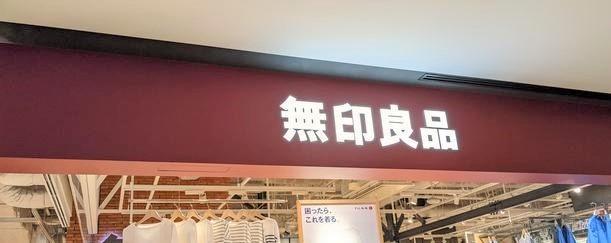 無印良品
困ったら、
これを着る。